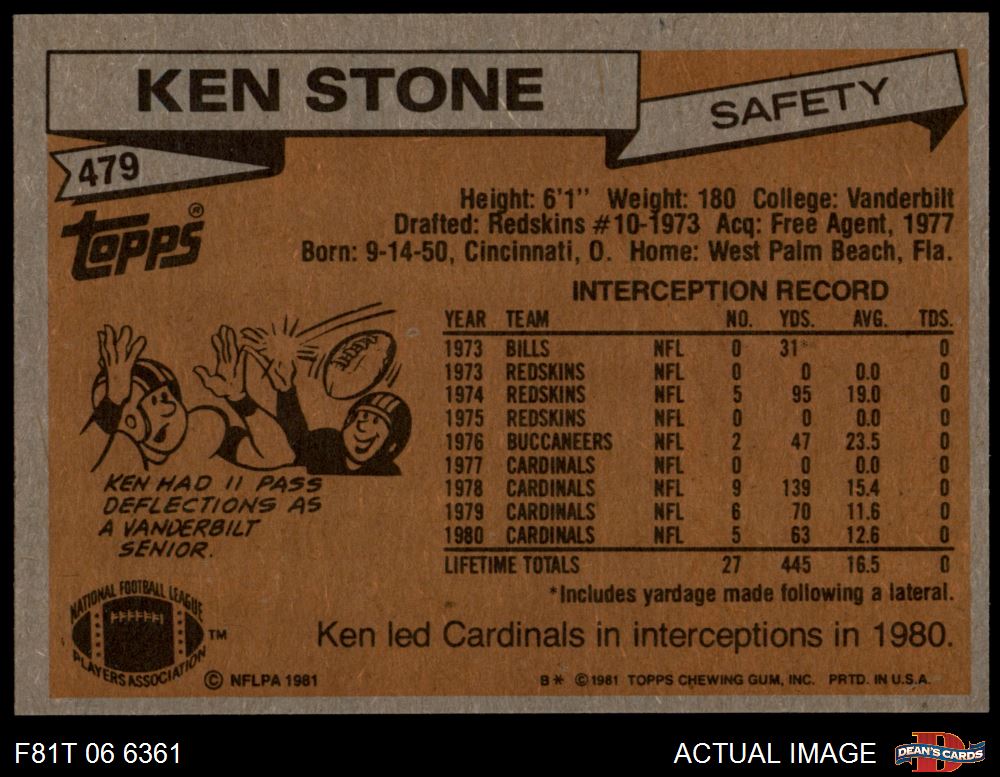 KEN STONE
SAFETY
479
TOPPS®
Height: 6'1" Weight: 180 College: Vanderbilt
Drafted: Redskins #10-1973 Acq: Free Agent, 1977
Born: 9-14-50, Cincinnati, O. Home: West Palm Beach, Fla.
INTERCEPTION RECORD
YEAR TEAM NO. YDS. AVG. TDS.
1973 BILLS NFL 0 31* 0
1973 REDSKINS NFL 0 0 0.0 0
1974 REDSKINS NFL 5 95 19.0 0
1975 REDSKINS NFL 0 0 0.0 0
1976 BUCCANEERS NFL 2 47 23.5 0
1977 CARDINALS NFL 0 0 0.0 0
1978 CARDINALS NFL 9 139 15.4 0
1979 CARDINALS NFL 6 70 11.6 0
1980 CARDINALS NFL 5 63 12.6 0
LIFETIME TOTALS 27 445 16.5 0
*Includes yardage made following a lateral.
KEN HAD 11 PASS
DEFLECTIONS AS
A VANDERBILT
SENIOR.
Ken led Cardinals in interceptions in 1980.
NATIONAL FOOTBALL LEAGUE
PLAYERS ASSOCIATION
TM
© NFLPA 1981
B* ©1981 TOPPS CHEWING GUM, INC. PRTD. IN U.S.A.
F81T 06 6361
ACTUAL IMAGE
D
DEAN'S CARDS